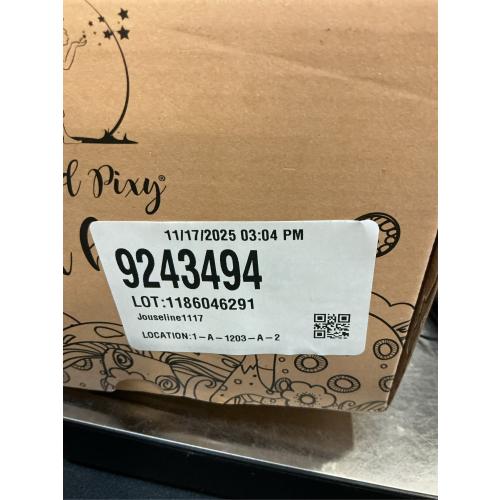 d Pixy®
11/17/2025 03:04 PM
9243494
LOT:1186046291
Jouseline1117
LOCATION:1-A-1203-A-2